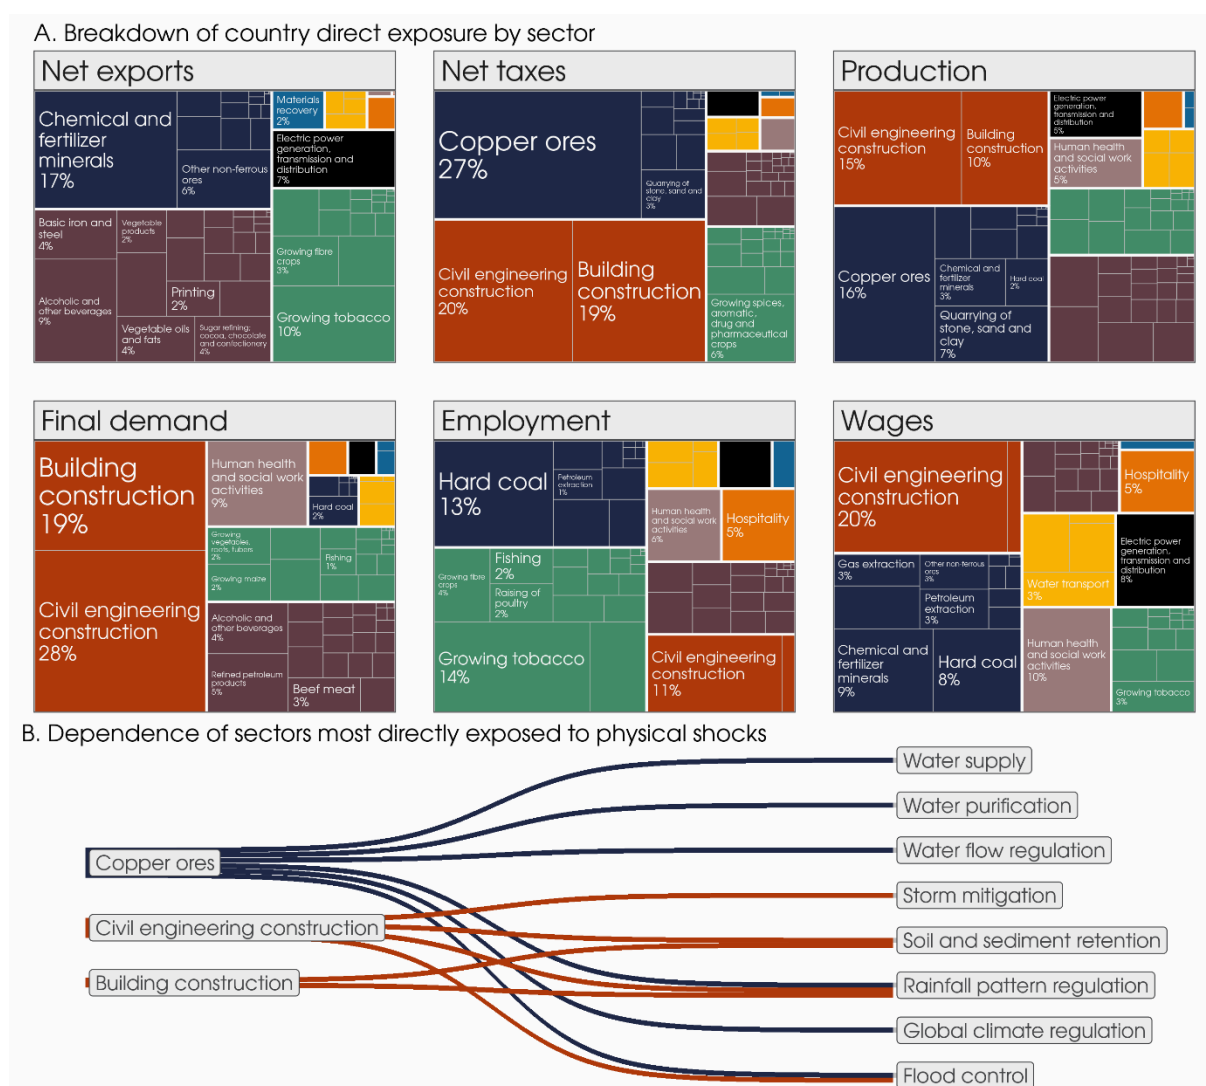 A. Breakdown of country direct exposure by sector
Net exports
Chemical and
fertilizer
minerals
17%
Other non-ferrous
ores
6%
Materials
recovery
2%
Electric power
generation,
transmission and
distribution
7%
Basic iron and
steel
4%
Vegetable
products
2%
Alcoholic and
other beverages
9%
Printing
2%
Vegetable oils
and fats
4%
Sugar refining;
cocoa, chocolate
and confectionery
4%
Growing fibre
crops
3%
Growing tobacco
10%
Net taxes
Copper ores
27%
Quarrying of
stone, sand and
clay
3%
Civil engineering
construction
20%
Building
construction
19%
Growing spices,
aromatic,
drug and
pharmaceutical
crops
6%
Production
Civil engineering
construction
15%
Building
construction
10%
Electric power
generation,
transmission and
distribution
5%
Human health
and social work
activities
5%
Copper ores
16%
Chemical and
fertilizer
minerals
3%
Hard coal
2%
Quarrying of
stone, sand and
clay
7%
Final demand
Building
construction
19%
Civil engineering
construction
28%
Human health
and social work
activities
9%
Hard coal
2%
Growing
vegetables,
roots, tubers
2%
Growing maize
2%
Fishing
1%
Alcoholic and
other beverages
4%
Refined petroleum
products
5%
Beef meat
3%
Employment
Hard coal
13%
Petroleum
extraction
1%
Human health
and social work
activities
6%
Hospitality
5%
Growing fibre
crops
4%
Fishing
2%
Raising of
poultry
2%
Growing tobacco
14%
Civil engineering
construction
11%
Wages
Civil engineering
construction
20%
Gas extraction
3%
Other non-ferrous
ores
3%
Petroleum
extraction
3%
Chemical and
fertilizer
minerals
9%
Hard coal
8%
Hospitality
5%
Water transport
3%
Electric power
generation,
transmission and
distribution
8%
Human health
and social work
activities
10%
Growing tobacco
3%
B. Dependence of sectors most directly exposed to physical shocks
Copper ores
Civil engineering construction
Building construction
Water supply
Water purification
Water flow regulation
Storm mitigation
Soil and sediment retention
Rainfall pattern regulation
Global climate regulation
Flood control